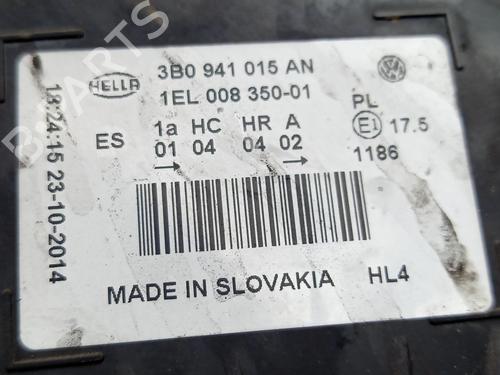 HELLA
3B0 941 015 AN
1EL 008 350-01
PL
ES
1a HC HR A
01 04 04 02
E1 17.5
1186
18:24:15 23-10-2014
MADE IN SLOVAKIA HL4
B-PARTS